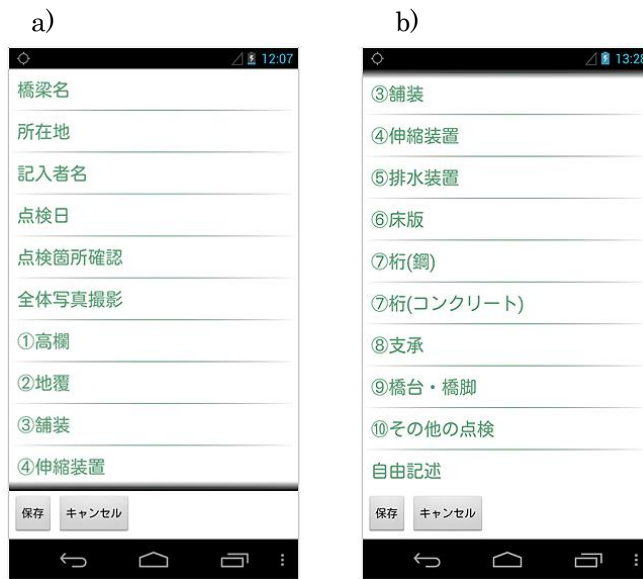 a)
12:07
橋梁名
所在地
記入者名
点検日
点検箇所確認
全体写真撮影
①高欄
②地覆
③舗装
④伸縮装置
保存 キャンセル
b)
13:28
③舗装
④伸縮装置
⑤排水装置
⑥床版
⑦桁(鋼)
⑦桁(コンクリート)
⑧支承
⑨橋台・橋脚
⑩その他の点検
自由記述
保存 キャンセル